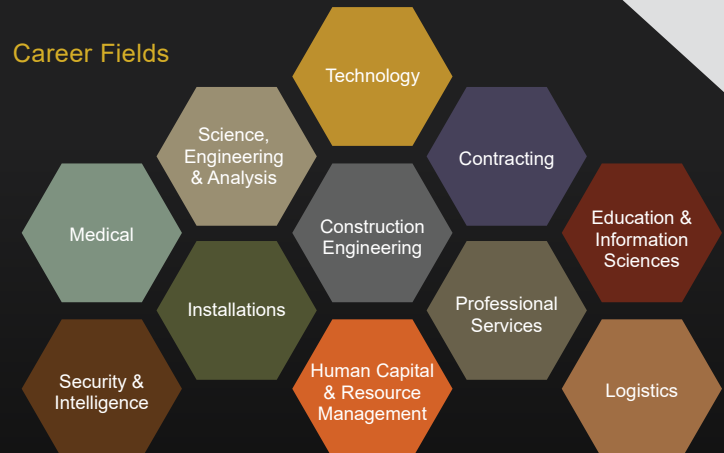 Career Fields
Technology
Science,
Engineering
& Analysis
Contracting
Medical
Construction
Engineering
Education &
Information
Sciences
Installations
Professional
Services
Security &
Intelligence
Human Capital
& Resource
Management
Logistics